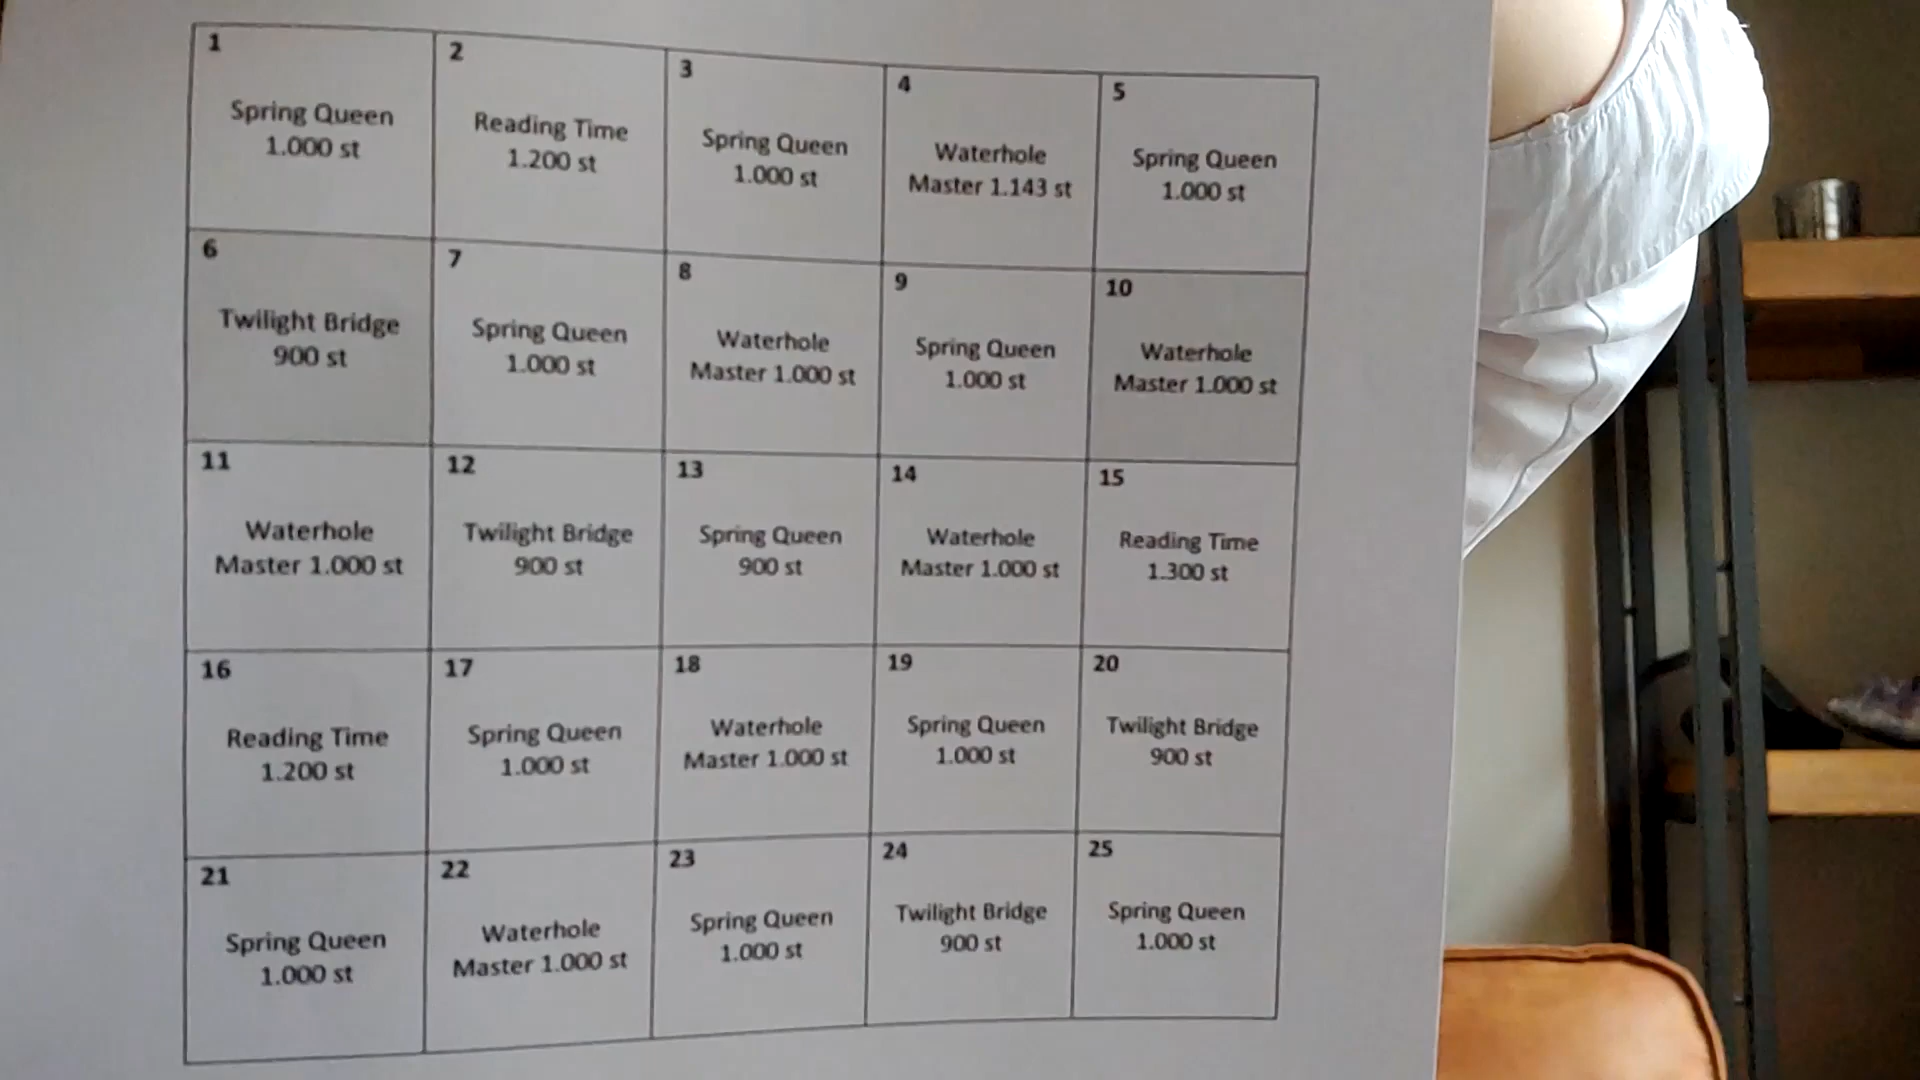 1
Spring Queen
1.000 st
2
Reading Time
1.200 st
3
Spring Queen
1.000 st
4
Waterhole
Master 1.143 st
5
Spring Queen
1.000 st
6
Twilight Bridge
900 st
7
Spring Queen
1.000 st
8
Waterhole
Master 1.000 st
9
Spring Queen
1.000 st
10
Waterhole
Master 1.000 st
11
Waterhole
Master 1.000 st
12
Twilight Bridge
900 st
13
Spring Queen
900 st
14
Waterhole
Master 1.000 st
15
Reading Time
1.300 st
16
Reading Time
1.200 st
17
Spring Queen
1.000 st
18
Waterhole
Master 1.000 st
19
Spring Queen
1.000 st
20
Twilight Bridge
900 st
21
Spring Queen
1.000 st
22
Waterhole
Master 1.000 st
23
Spring Queen
1.000 st
24
Twilight Bridge
900 st
25
Spring Queen
1.000 st